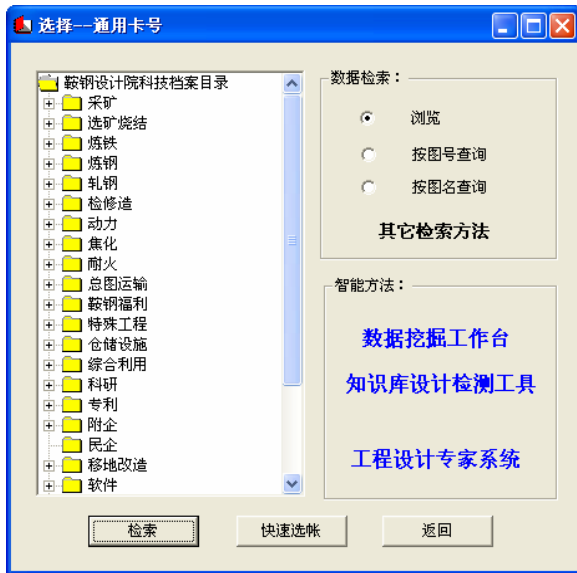 选择--通用卡号
鞍钢设计院科技档案目录
采矿
选矿烧结
炼铁
炼钢
轧钢
检修造
动力
焦化
耐火
总图运输
鞍钢福利
特殊工程
仓储设施
综合利用
科研
专利
附企
民企
移地改造
软件
数据检索：
浏览
按图号查询
按图名查询
其它检索方法
智能方法：
数据挖掘工作台
知识库设计检测工具
工程设计专家系统
检索
快速选帐
返回